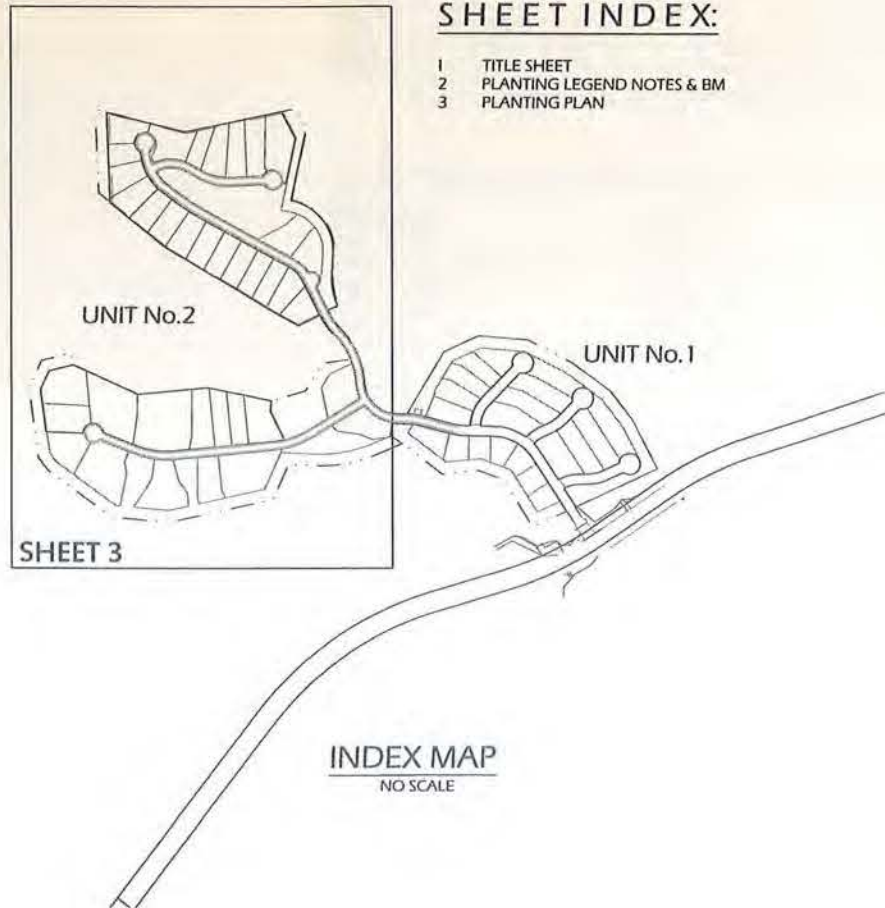 SHEET INDEX:
1 TITLE SHEET
2 PLANTING LEGEND NOTES & BM
3 PLANTING PLAN
UNIT No.2
UNIT No.1
SHEET 3
INDEX MAP
NO SCALE